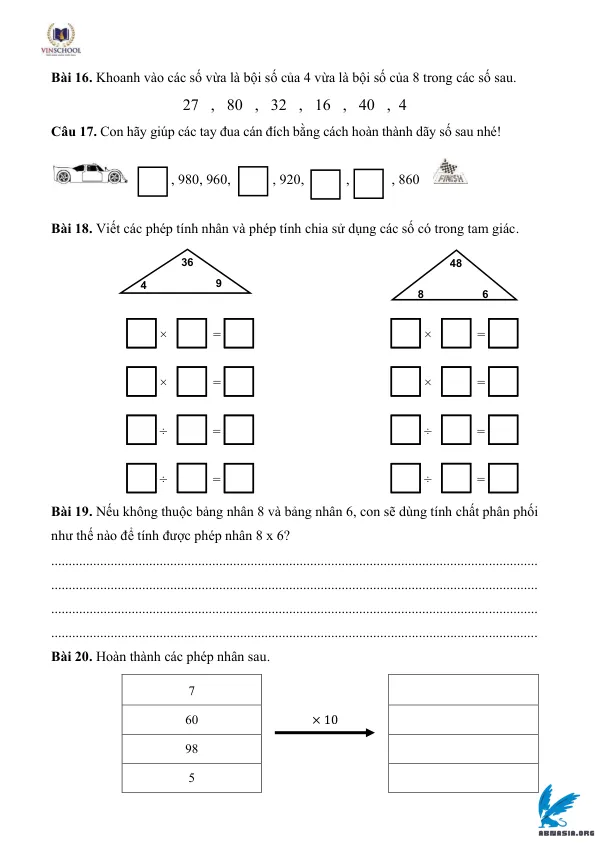 VINSCHOOL
Bài 16. Khoanh vào các số vừa là bội số của 4 vừa là bội số của 8 trong các số sau.
27 , 80 , 32 , 16 , 40 , 4
Câu 17. Con hãy giúp các tay đua cán đích bằng cách hoàn thành dãy số sau nhé!
, 980, 960, , 920, , , 860 FINISH
Bài 18. Viết các phép tính nhân và phép tính chia sử dụng các số có trong tam giác.
36 48
4 9 8 6
× = × =
× = × =
÷ = ÷ =
÷ = ÷ =
Bài 19. Nếu không thuộc bảng nhân 8 và bảng nhân 6, con sẽ dùng tính chất phân phối
như thế nào để tính được phép nhân 8 x 6?
Bài 20. Hoàn thành các phép nhân sau.
7
60 × 10
98
5
ABNASIA.ORG